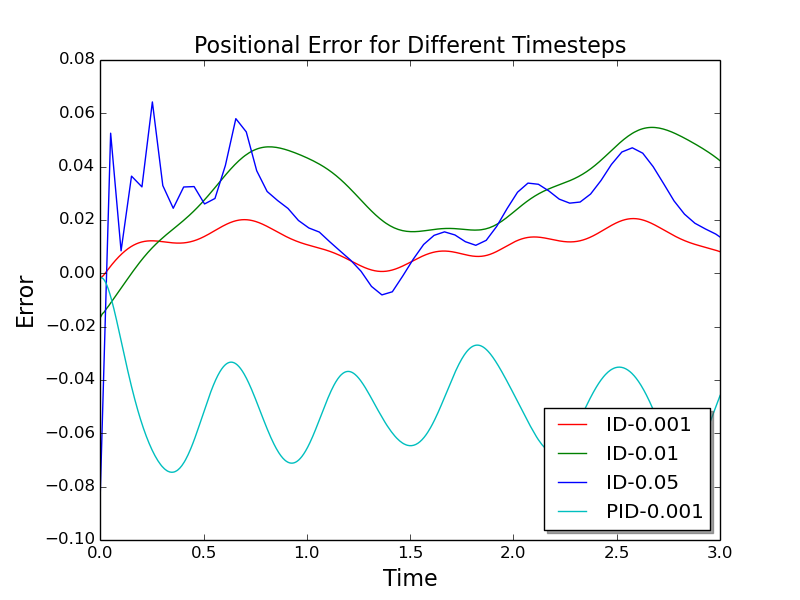 Positional Error for Different Timesteps
0.08
0.06
0.04
0.02
0.00
−0.02
−0.04
−0.06
−0.08
−0.10
Error
0.0 0.5 1.0 1.5 2.0 2.5 3.0
Time
ID-0.001
ID-0.01
ID-0.05
PID-0.001